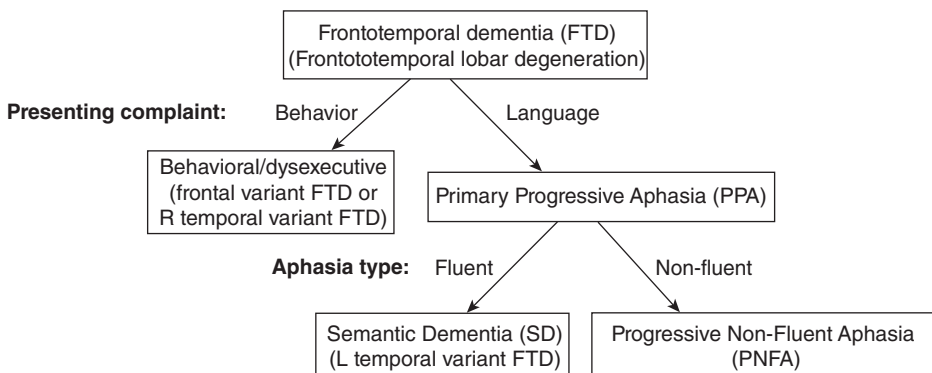 Frontotemporal dementia (FTD)
(Frontototemporal lobar degeneration)
Presenting complaint:
Behavior
Language
Behavioral/dysexecutive
(frontal variant FTD or
R temporal variant FTD)
Primary Progressive Aphasia (PPA)
Aphasia type:
Fluent
Non-fluent
Semantic Dementia (SD)
(L temporal variant FTD)
Progressive Non-Fluent Aphasia
(PNFA)